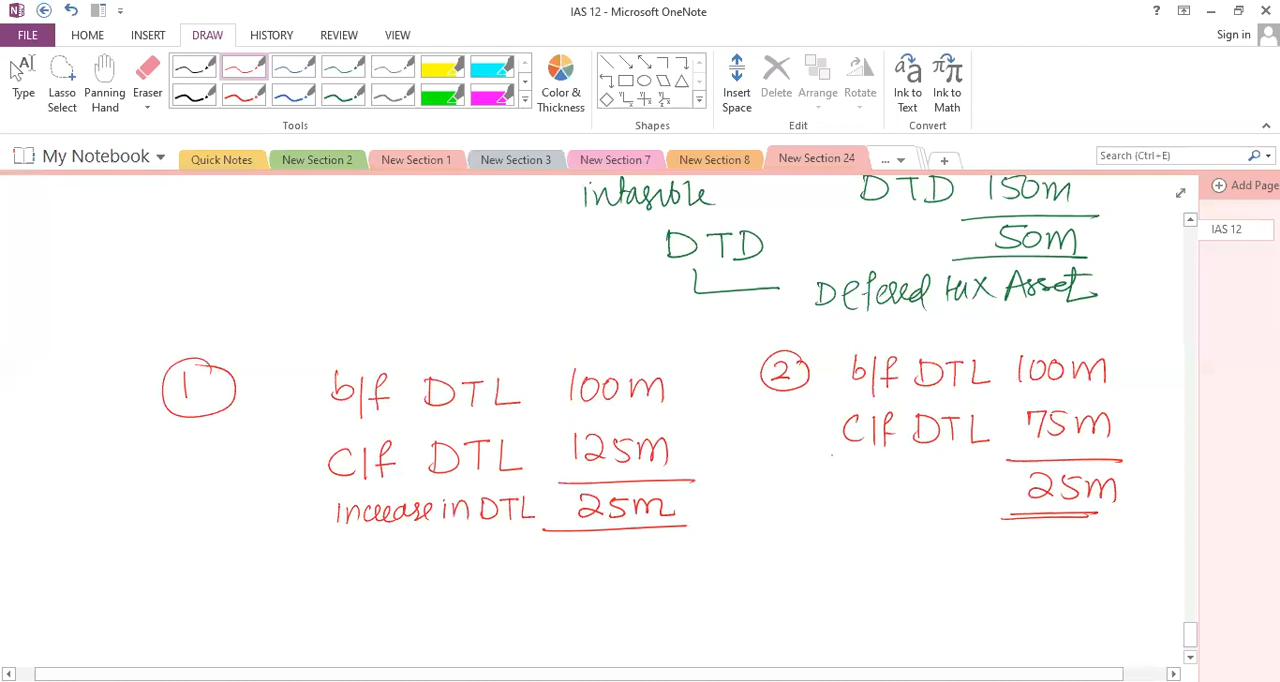 IAS 12 - Microsoft OneNote
?
FILE HOME INSERT DRAW HISTORY REVIEW VIEW
Sign in
Type
Lasso Select
Panning Hand
Eraser
Color & Thickness
Insert Space
Delete
Arrange
Rotate
Ink to Text
Ink to Math
Tools Shapes Edit Convert
My Notebook Quick Notes New Section 2 New Section 1 New Section 3 New Section 7 New Section 8 New Section 24 ... +
Search (Ctrl+E)
Add Page
IAS 12
intasible DTD 150m
DTD 50m
Defered tax Asset
1
b/f DTL 100m
C/f DTL 125m
increase in DTL 25m
2 b/f DTL 100m
C/f DTL 75m
25m